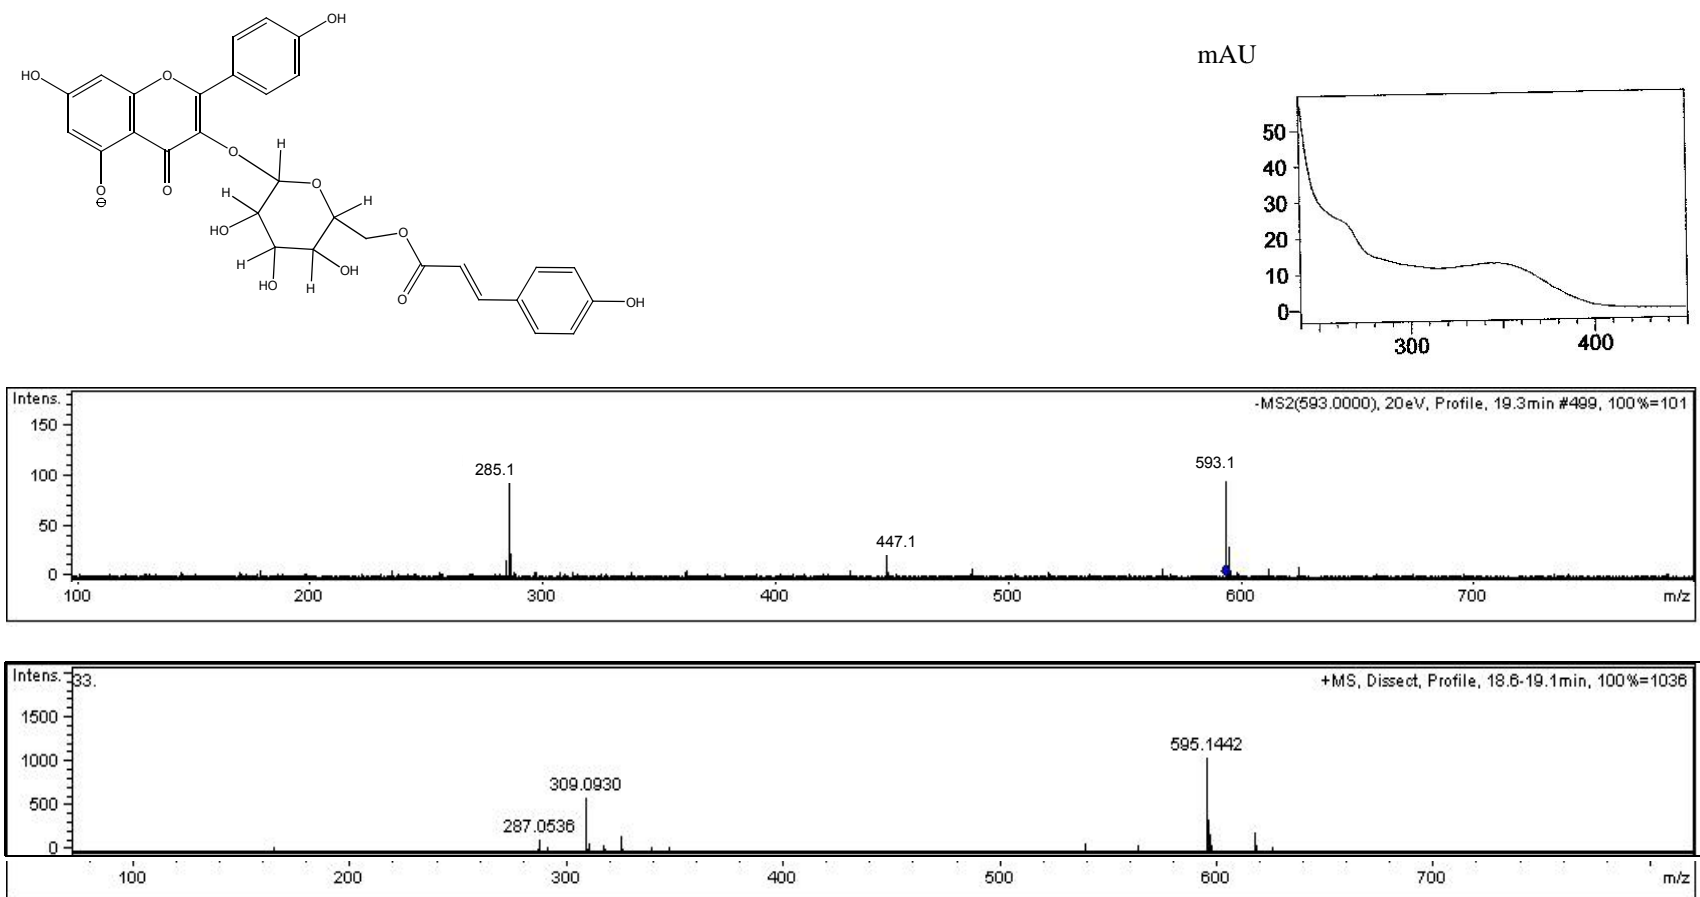 OH
HO
O
O
H
O
O
O
⊖
H
O
H
HO
O
H
OH
HO
H
O
OH
mAU
50
40
30
20
10
0
300
400
Intens.
-MS2(593.0000), 20eV, Profile, 19.3min #499, 100%=101
150
100
50
0
285.1
447.1
593.1
100 200 300 400 500 600 700 m/z
Intens.
33.
+MS, Dissect, Profile, 18.6-19.1min, 100%=1036
1500
1000
500
0
595.1442
309.0930
287.0536
100 200 300 400 500 600 700 m/z